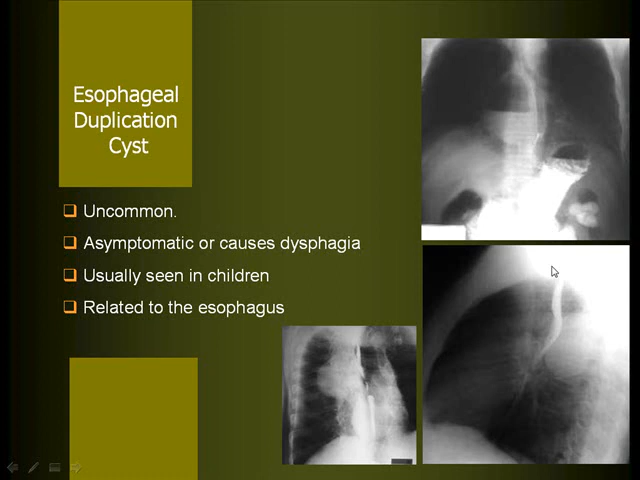 Esophageal
Duplication
Cyst
Uncommon.
Asymptomatic or causes dysphagia
Usually seen in children
Related to the esophagus